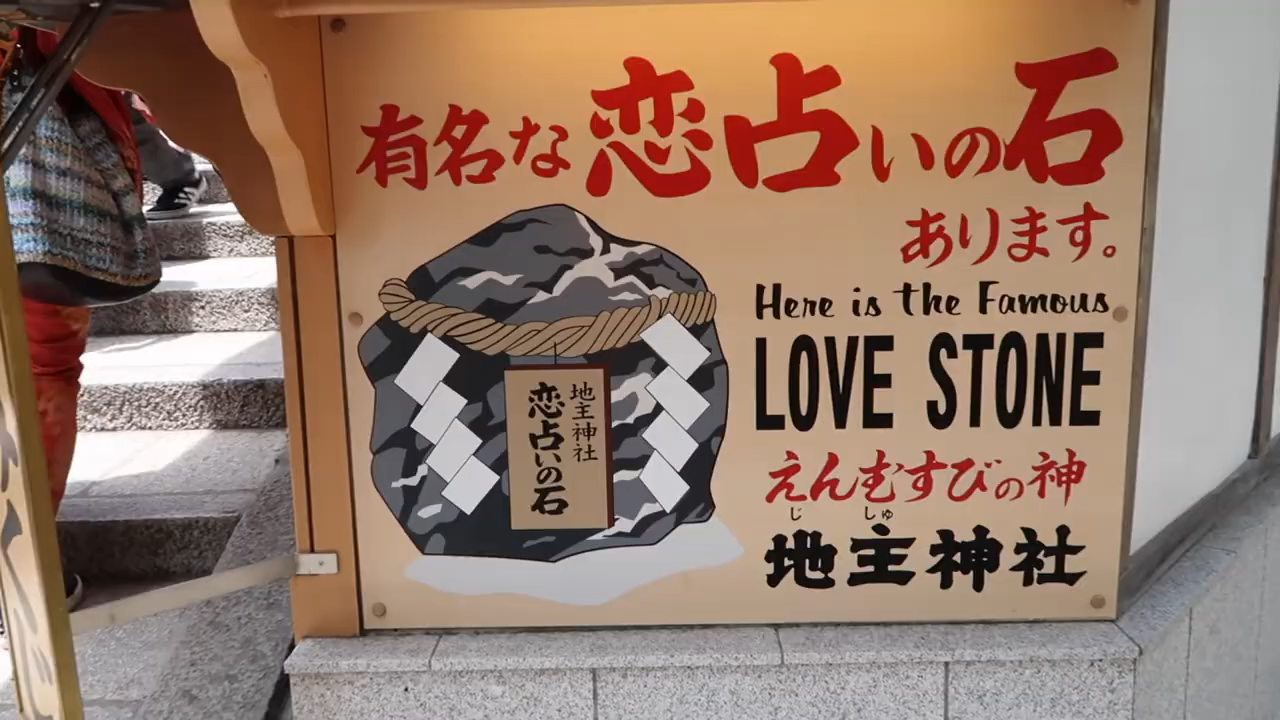 有名な恋占いの石
あります。
Here is the Famous
LOVE STONE
えんむすびの神
じ しゅ
地主神社
地主神社
恋占いの石